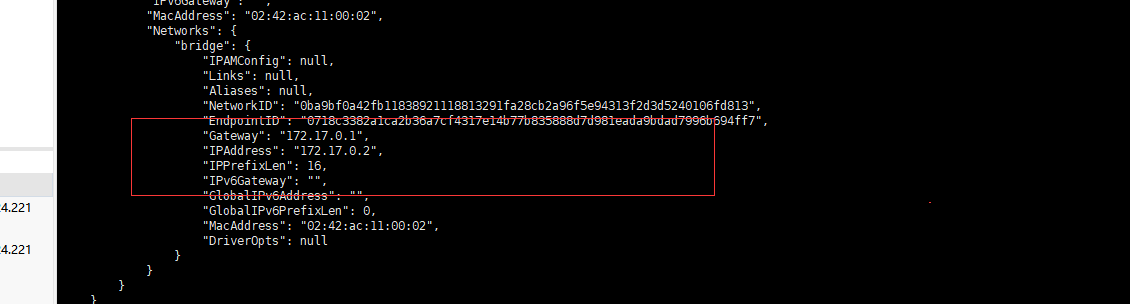 "IPv6Gateway": "",
"MacAddress": "02:42:ac:11:00:02",
"Networks": {
"bridge": {
"IPAMConfig": null,
"Links": null,
"Aliases": null,
"NetworkID": "0ba9bf0a42fb11838921118813291fa28cb2a96f5e94313f2d3d5240106fd813",
"EndpointID": "0718c3382a1ca2b36a7cf4317e14b77b835888d7d981eada9bdad7996b694ff7",
"Gateway": "172.17.0.1",
"IPAddress": "172.17.0.2",
"IPPrefixLen": 16,
"IPv6Gateway": "",
"GlobalIPv6Address": "",
4.221
"GlobalIPv6PrefixLen": 0,
"MacAddress": "02:42:ac:11:00:02",
"DriverOpts": null
4.221
}
}
}
}